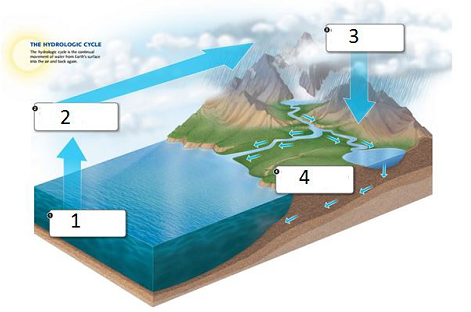 THE HYDROLOGIC CYCLE
The hydrologic cycle is the continual
movement of water from Earth's surface
into the air and back again.
3
2
4
1